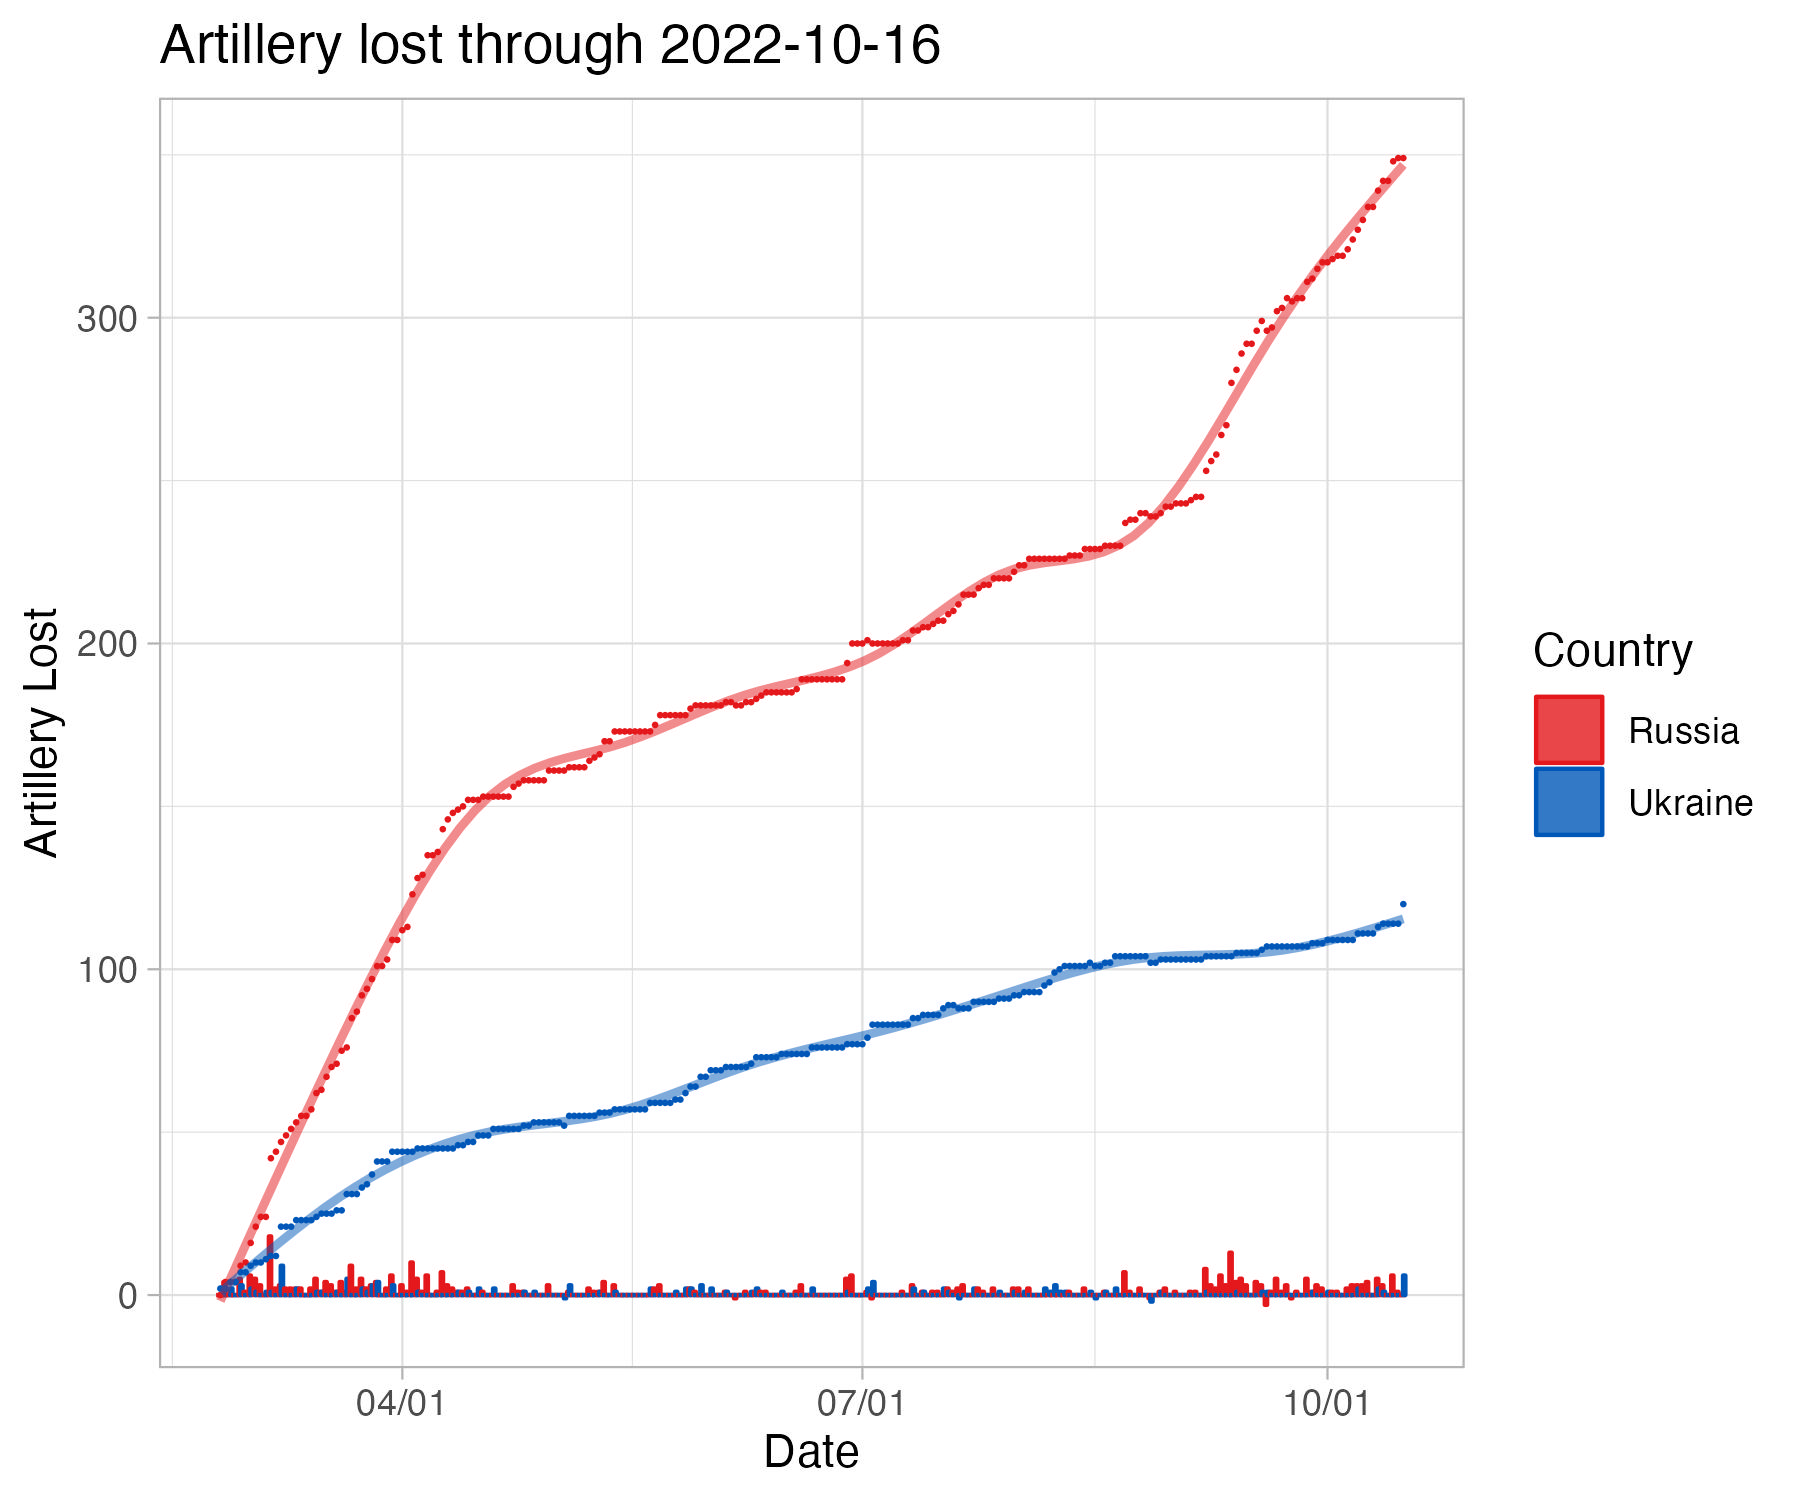 Artillery lost through 2022-10-16
Artillery Lost
300
200
100
0
04/01
07/01
10/01
Date
Country
Russia
Ukraine